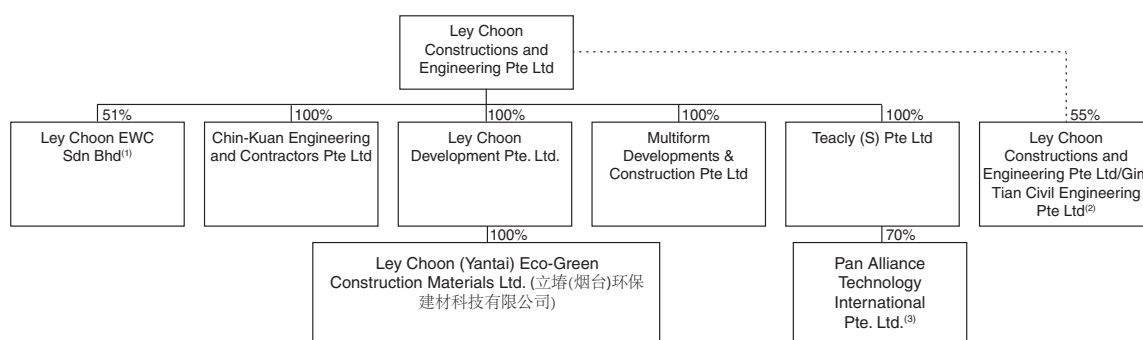 Ley Choon
Constructions and
Engineering Pte Ltd
51%
Ley Choon EWC
Sdn Bhd(1)
100%
Chin-Kuan Engineering
and Contractors Pte Ltd
100%
Ley Choon
Development Pte. Ltd.
100%
Multiform
Developments &
Construction Pte Ltd
100%
Teacly (S) Pte Ltd
55%
Ley Choon
Constructions and
Engineering Pte Ltd/Gim
Tian Civil Engineering
Pte Ltd(2)
100%
Ley Choon (Yantai) Eco-Green
Construction Materials Ltd. (立堾(烟台)环保
建材科技有限公司)
70%
Pan Alliance
Technology
International
Pte. Ltd.(3)